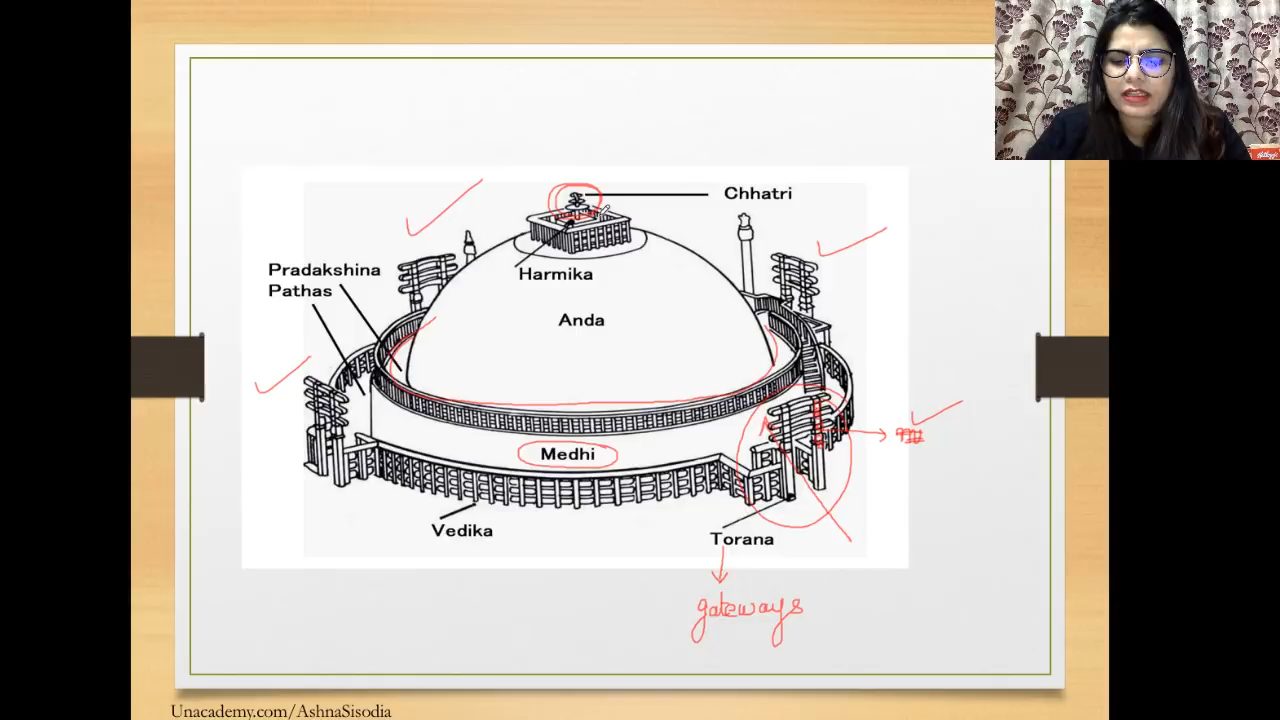 Chhatri
Pradakshina
Pathas
Harmika
Anda
Medhi
Vedika
Torana
gateways
Unacademy.com/AshnaSisodia